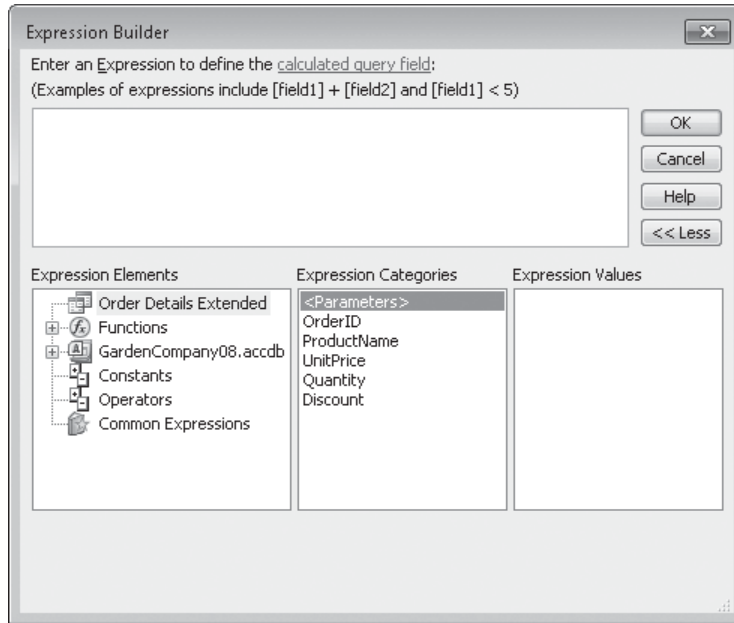 Expression Builder
Enter an Expression to define the calculated query field:
(Examples of expressions include [field1] + [field2] and [field1] < 5)
OK
Cancel
Help
<< Less
Expression Elements
Order Details Extended
Functions
GardenCompany08.accdb
Constants
Operators
Common Expressions
Expression Categories
<Parameters>
OrderID
ProductName
UnitPrice
Quantity
Discount
Expression Values